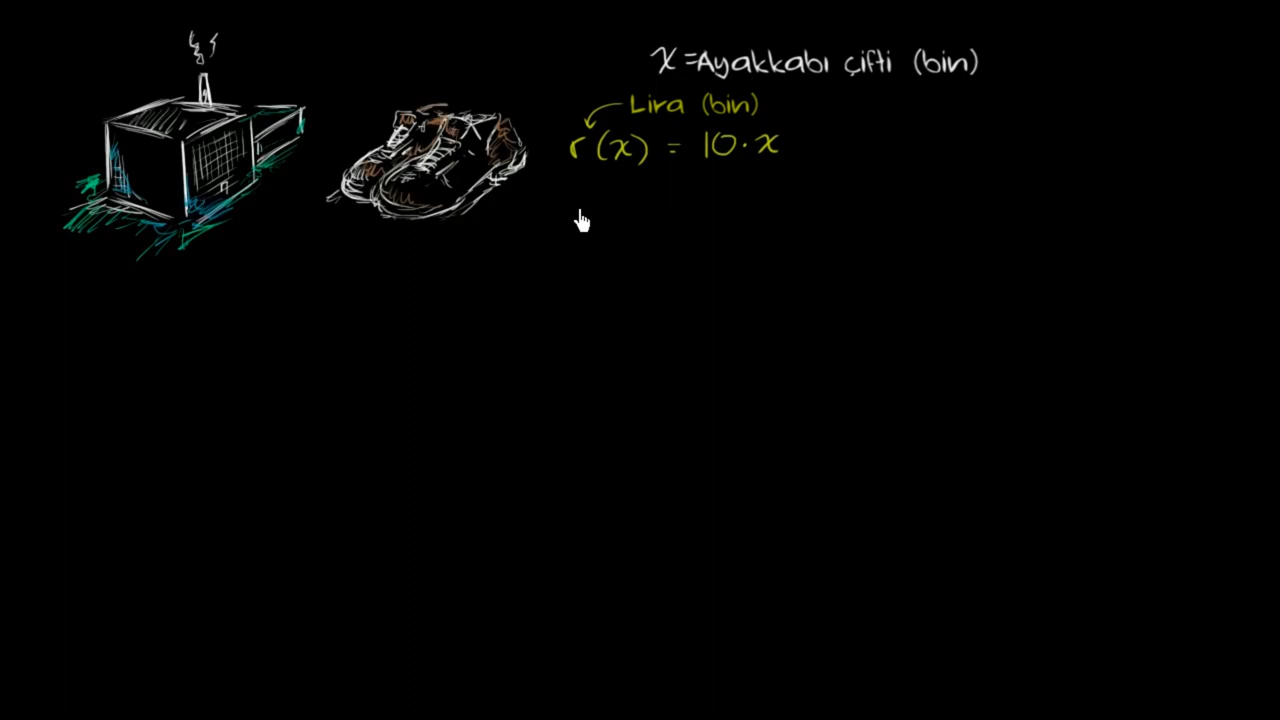 x = Ayakkabı çifti (bin)
Lira (bin)
r(x) = 10 · x